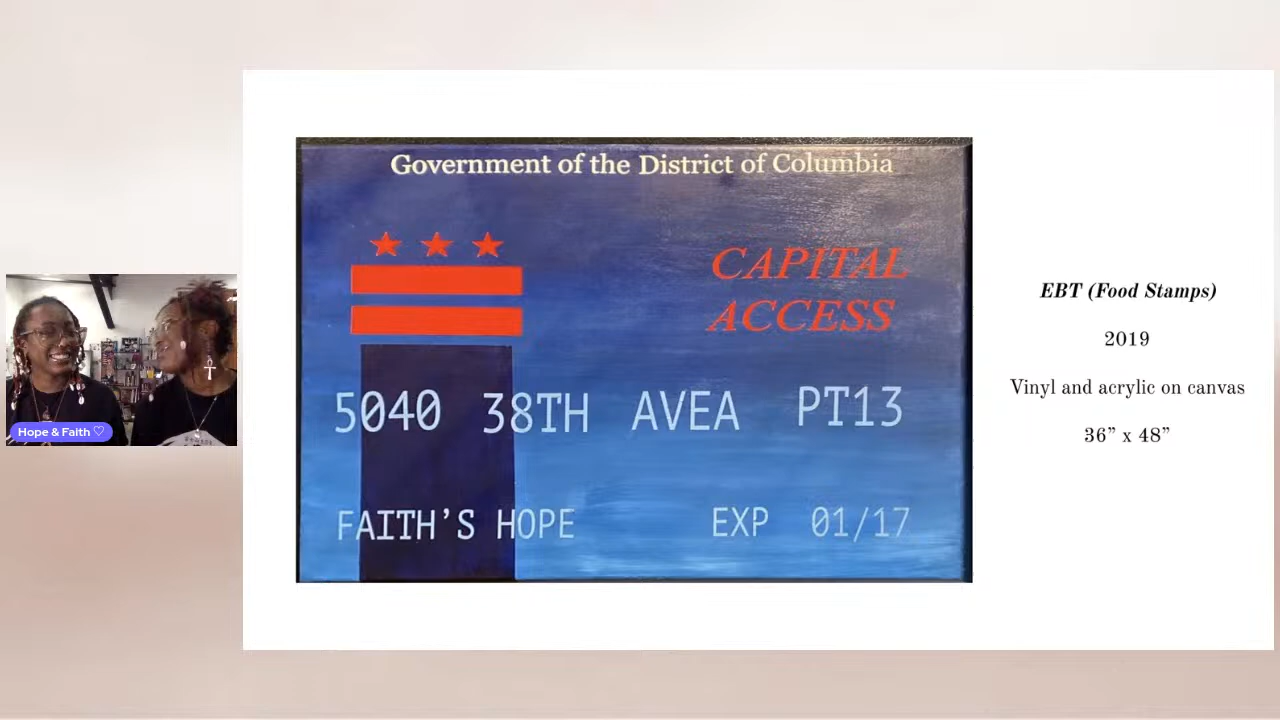 Government of the District of Columbia
CAPITAL
ACCESS
5040 38TH AVEA PT13
FAITH'S HOPE EXP 01/17
EBT (Food Stamps)
2019
Vinyl and acrylic on canvas
36” x 48”
Hope & Faith ♡